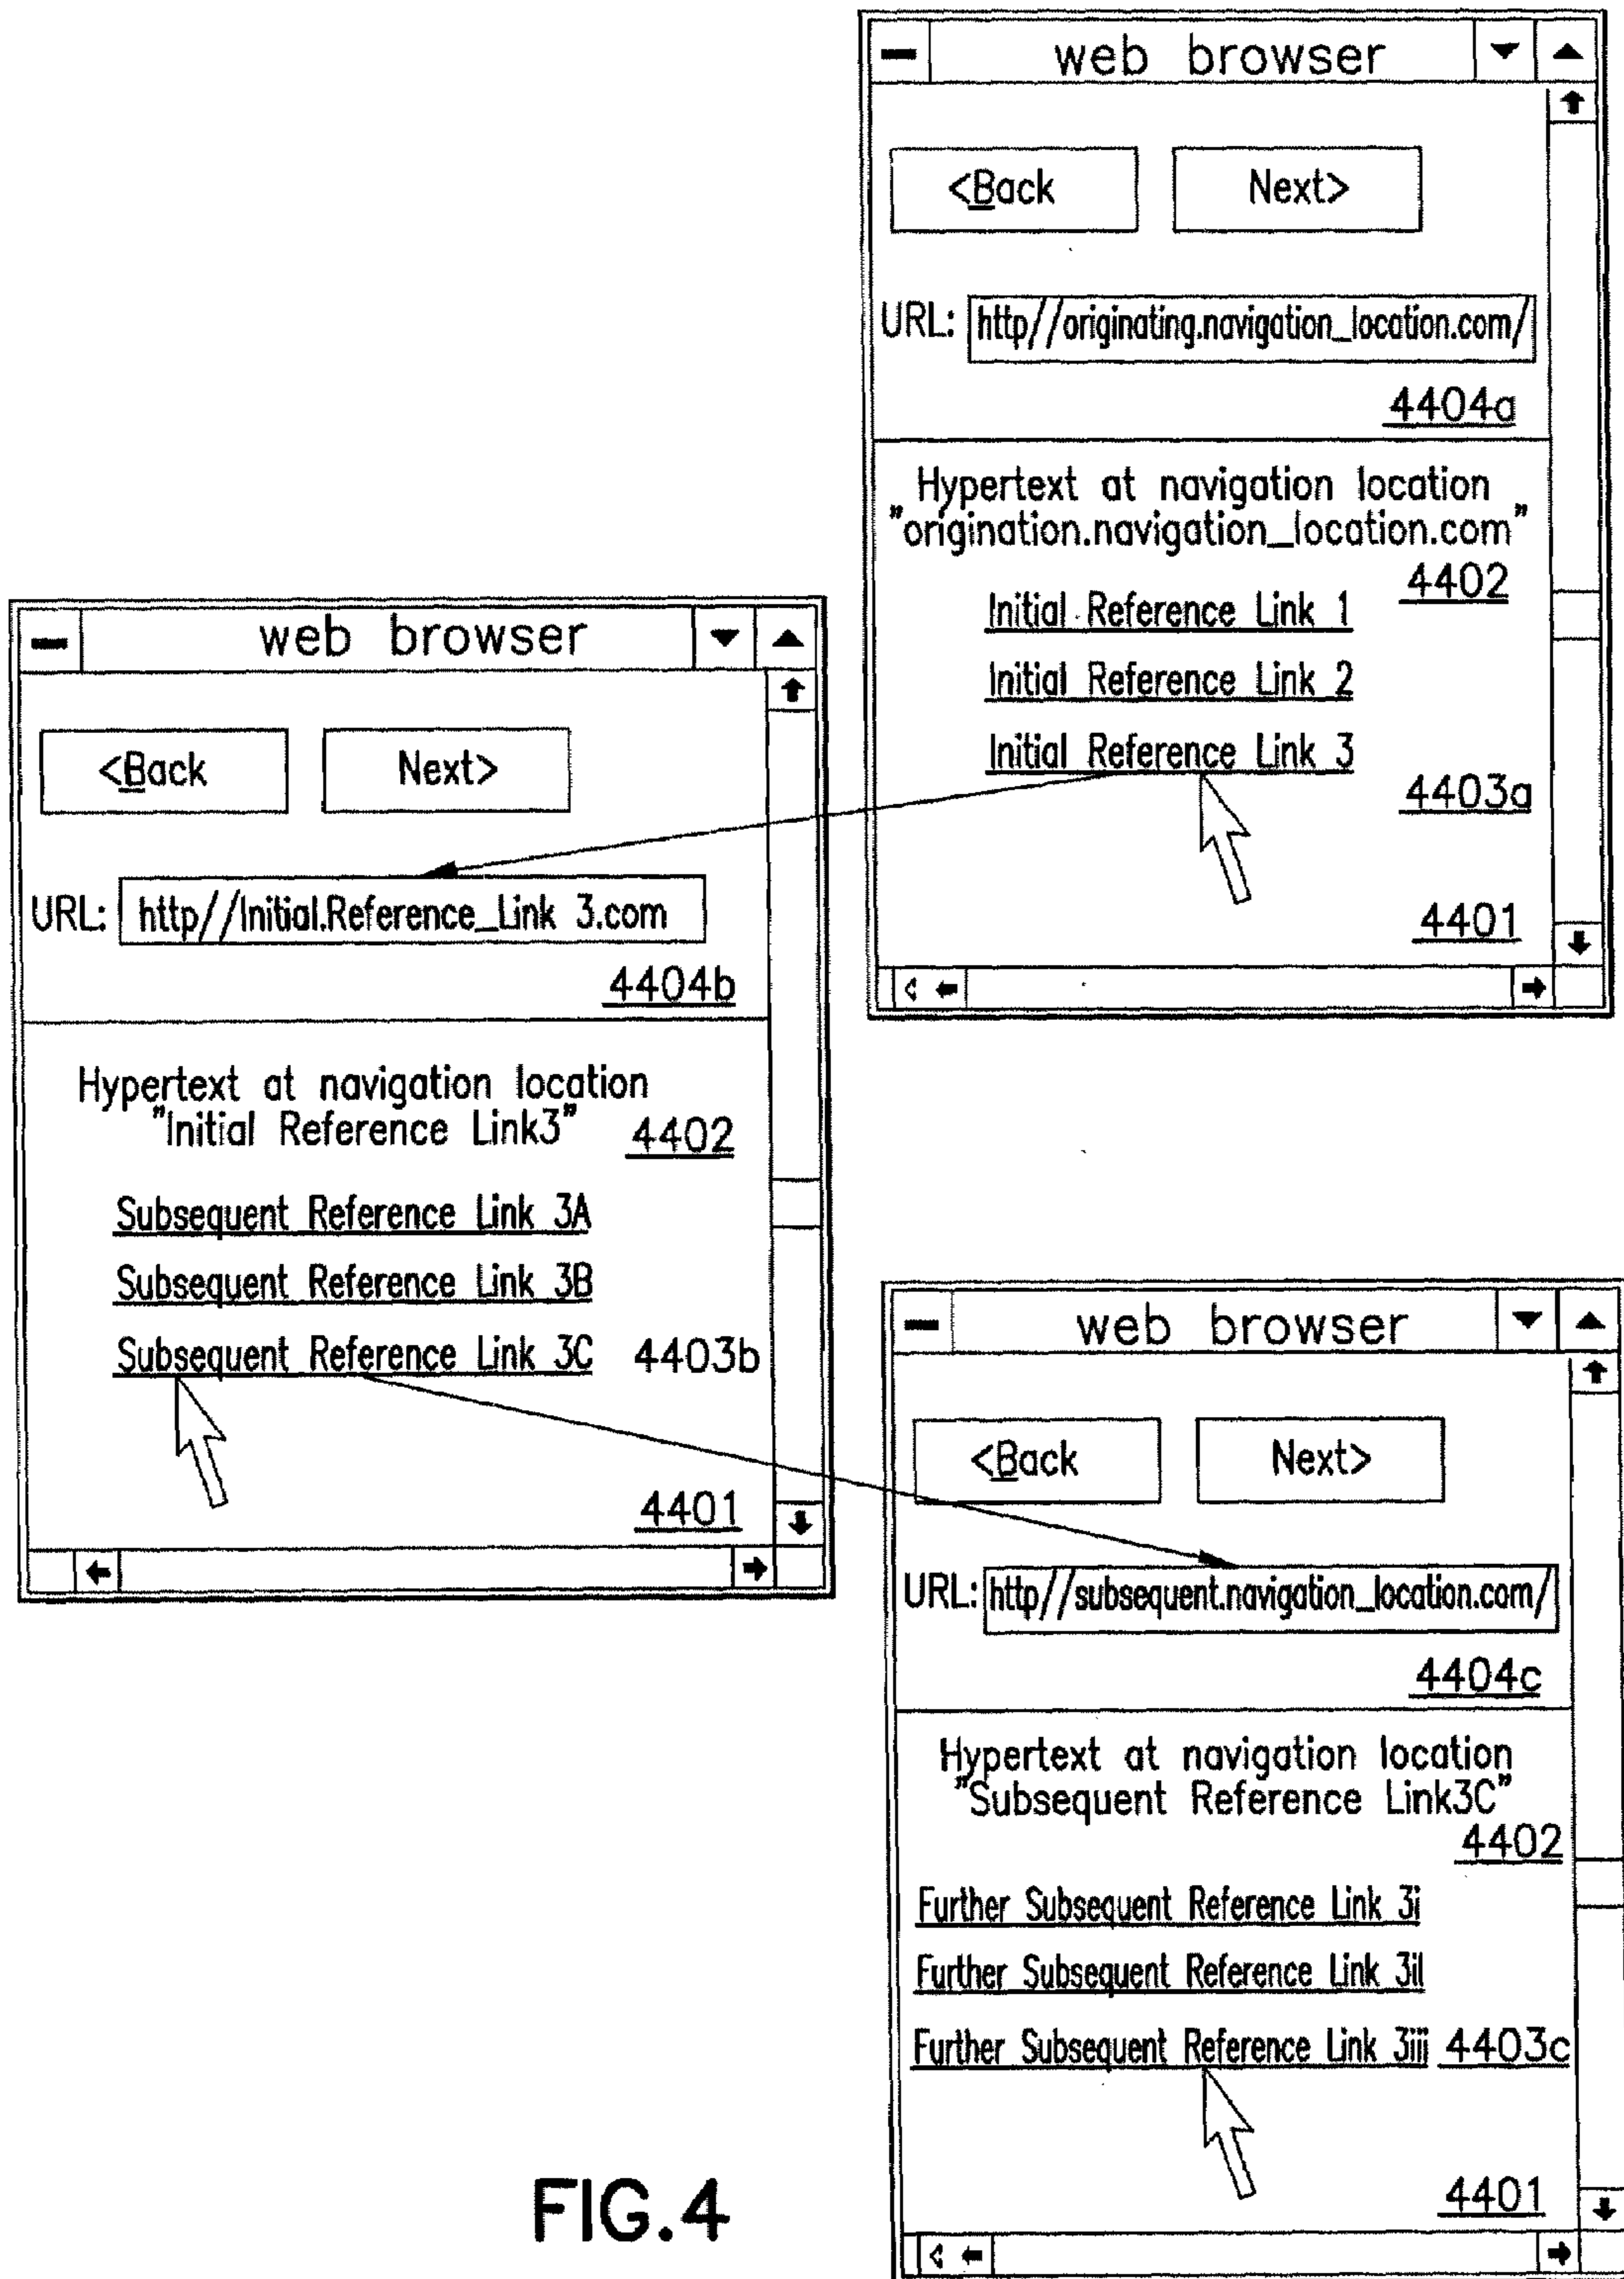 web browser
<Back Next>
URL: http//originating.navigation_location.com/
4404a
Hypertext at navigation location
"origination.navigation_location.com"
4402
Initial Reference Link 1
Initial Reference Link 2
Initial Reference Link 3
4403a
4401
web browser
<Back Next>
URL: http//Initial.Reference_Link 3.com
4404b
Hypertext at navigation location
"Initial Reference Link3" 4402
Subsequent Reference Link 3A
Subsequent Reference Link 3B
Subsequent Reference Link 3C 4403b
4401
web browser
<Back Next>
URL: http//subsequent.navigation_location.com/
4404c
Hypertext at navigation location
"Subsequent Reference Link3C"
4402
Further Subsequent Reference Link 3i
Further Subsequent Reference Link 3il
Further Subsequent Reference Link 3iii 4403c
4401
FIG.4